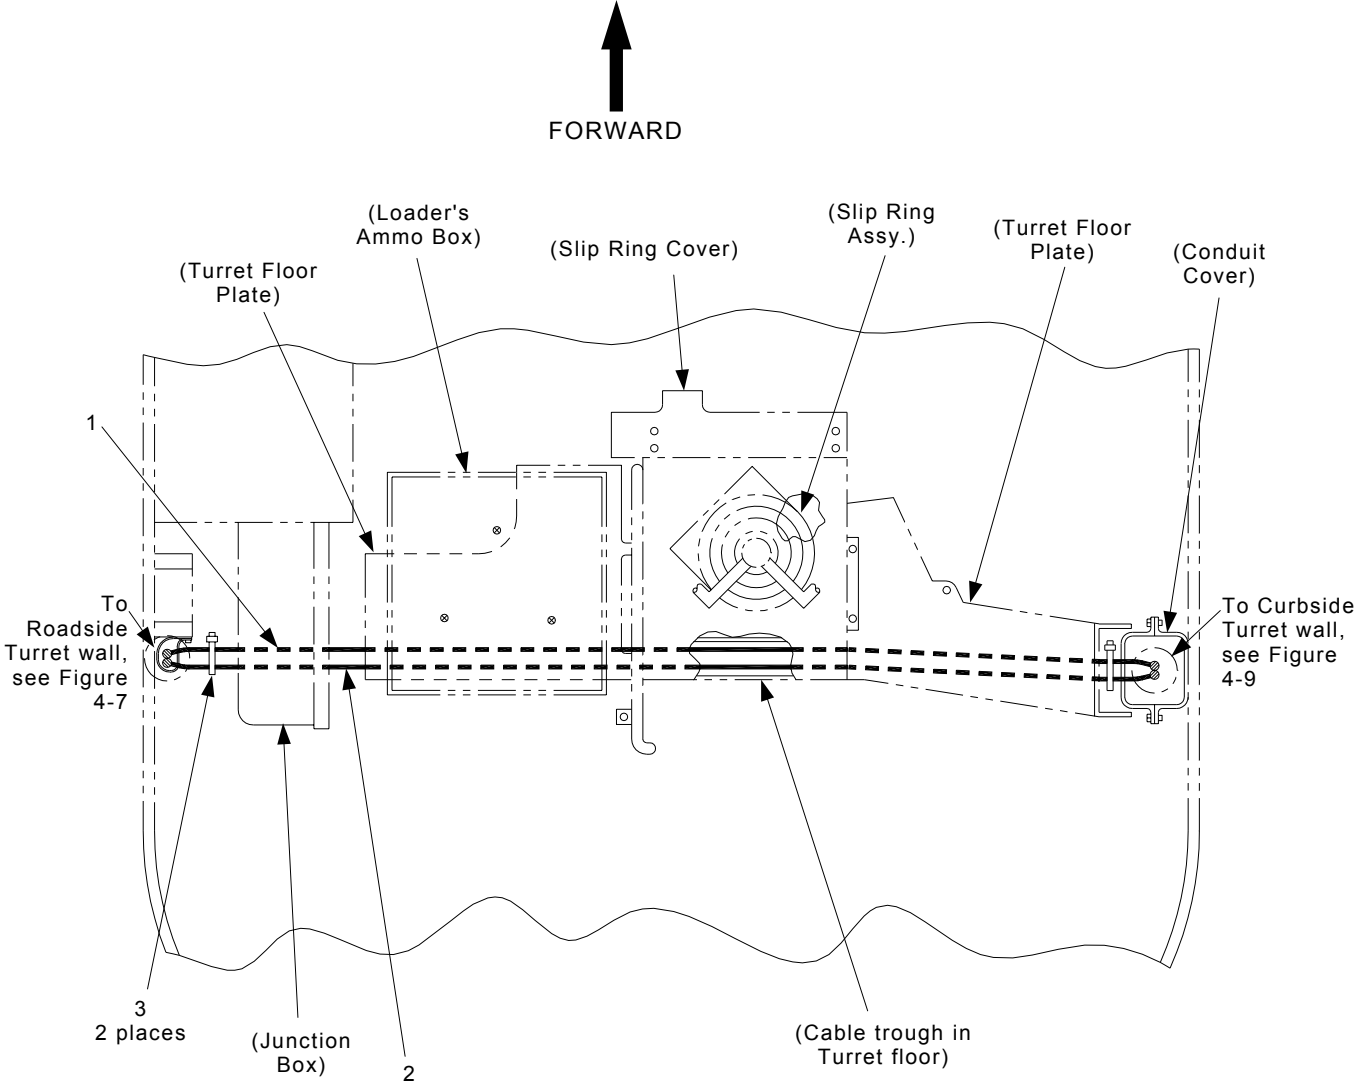 FORWARD
(Loader's
Ammo Box)
(Slip Ring
Assy.)
(Slip Ring Cover)
(Turret Floor
Plate)
(Conduit
Cover)
(Turret Floor
Plate)
1
To
Roadside
Turret wall,
see Figure
4-7
To Curbside
Turret wall,
see Figure
4-9
3
2 places
(Junction
Box)
2
(Cable trough in
Turret floor)